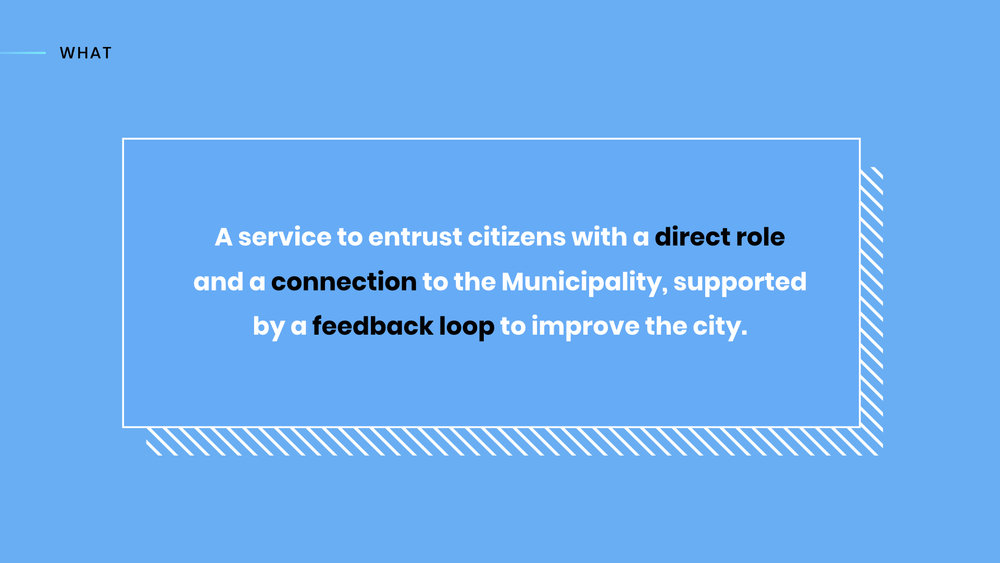 WHAT
A service to entrust citizens with a direct role
and a connection to the Municipality, supported
by a feedback loop to improve the city.